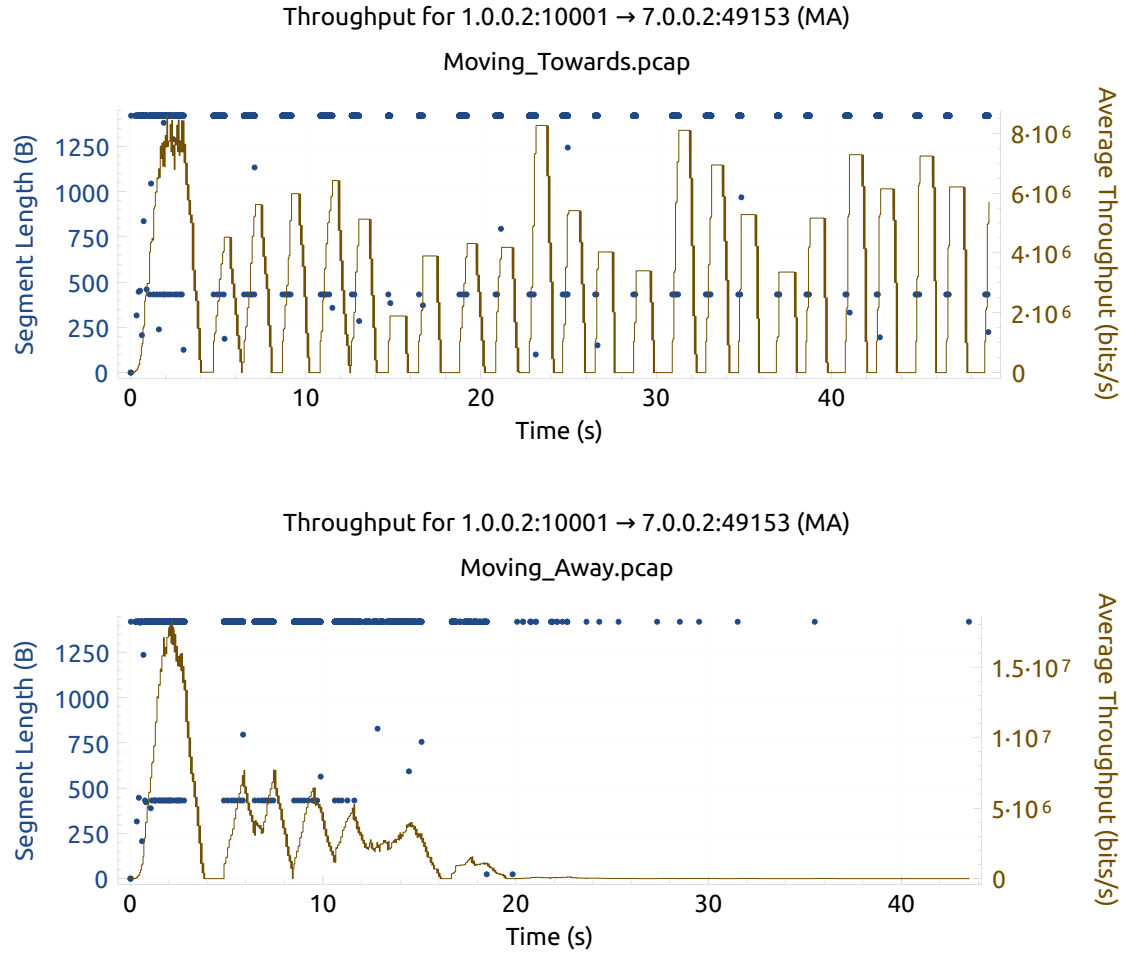 Throughput for 1.0.0.2:10001 → 7.0.0.2:49153 (MA)
Moving_Towards.pcap
Segment Length (B)
1250
1000
750
500
250
0
Average Throughput (bits/s)
8·10⁶
6·10⁶
4·10⁶
2·10⁶
0
0 10 20 30 40
Time (s)
Throughput for 1.0.0.2:10001 → 7.0.0.2:49153 (MA)
Moving_Away.pcap
Segment Length (B)
1250
1000
750
500
250
0
Average Throughput (bits/s)
1.5·10⁷
1·10⁷
5·10⁶
0
0 10 20 30 40
Time (s)